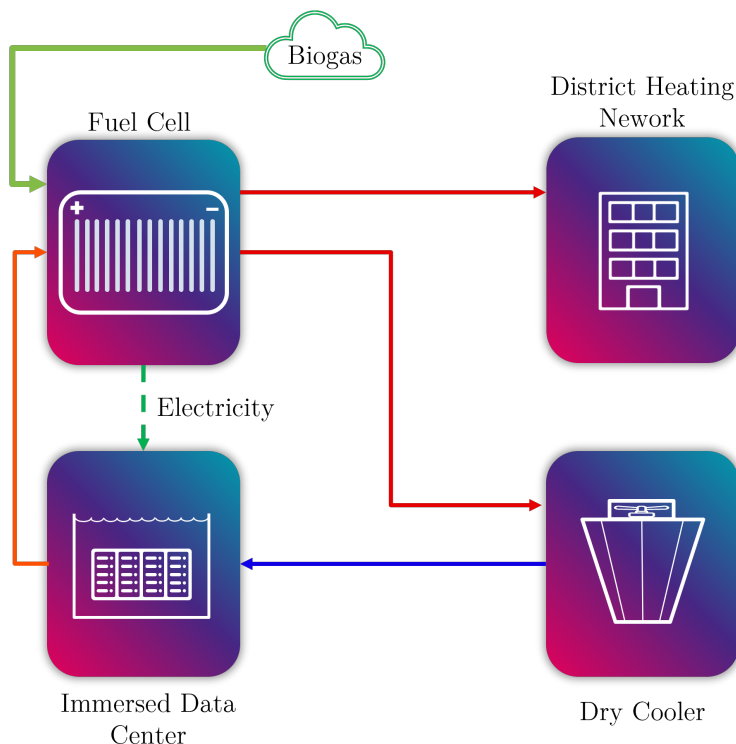 Biogas
Fuel Cell
District Heating
Nework
Electricity
Immersed Data
Center
Dry Cooler